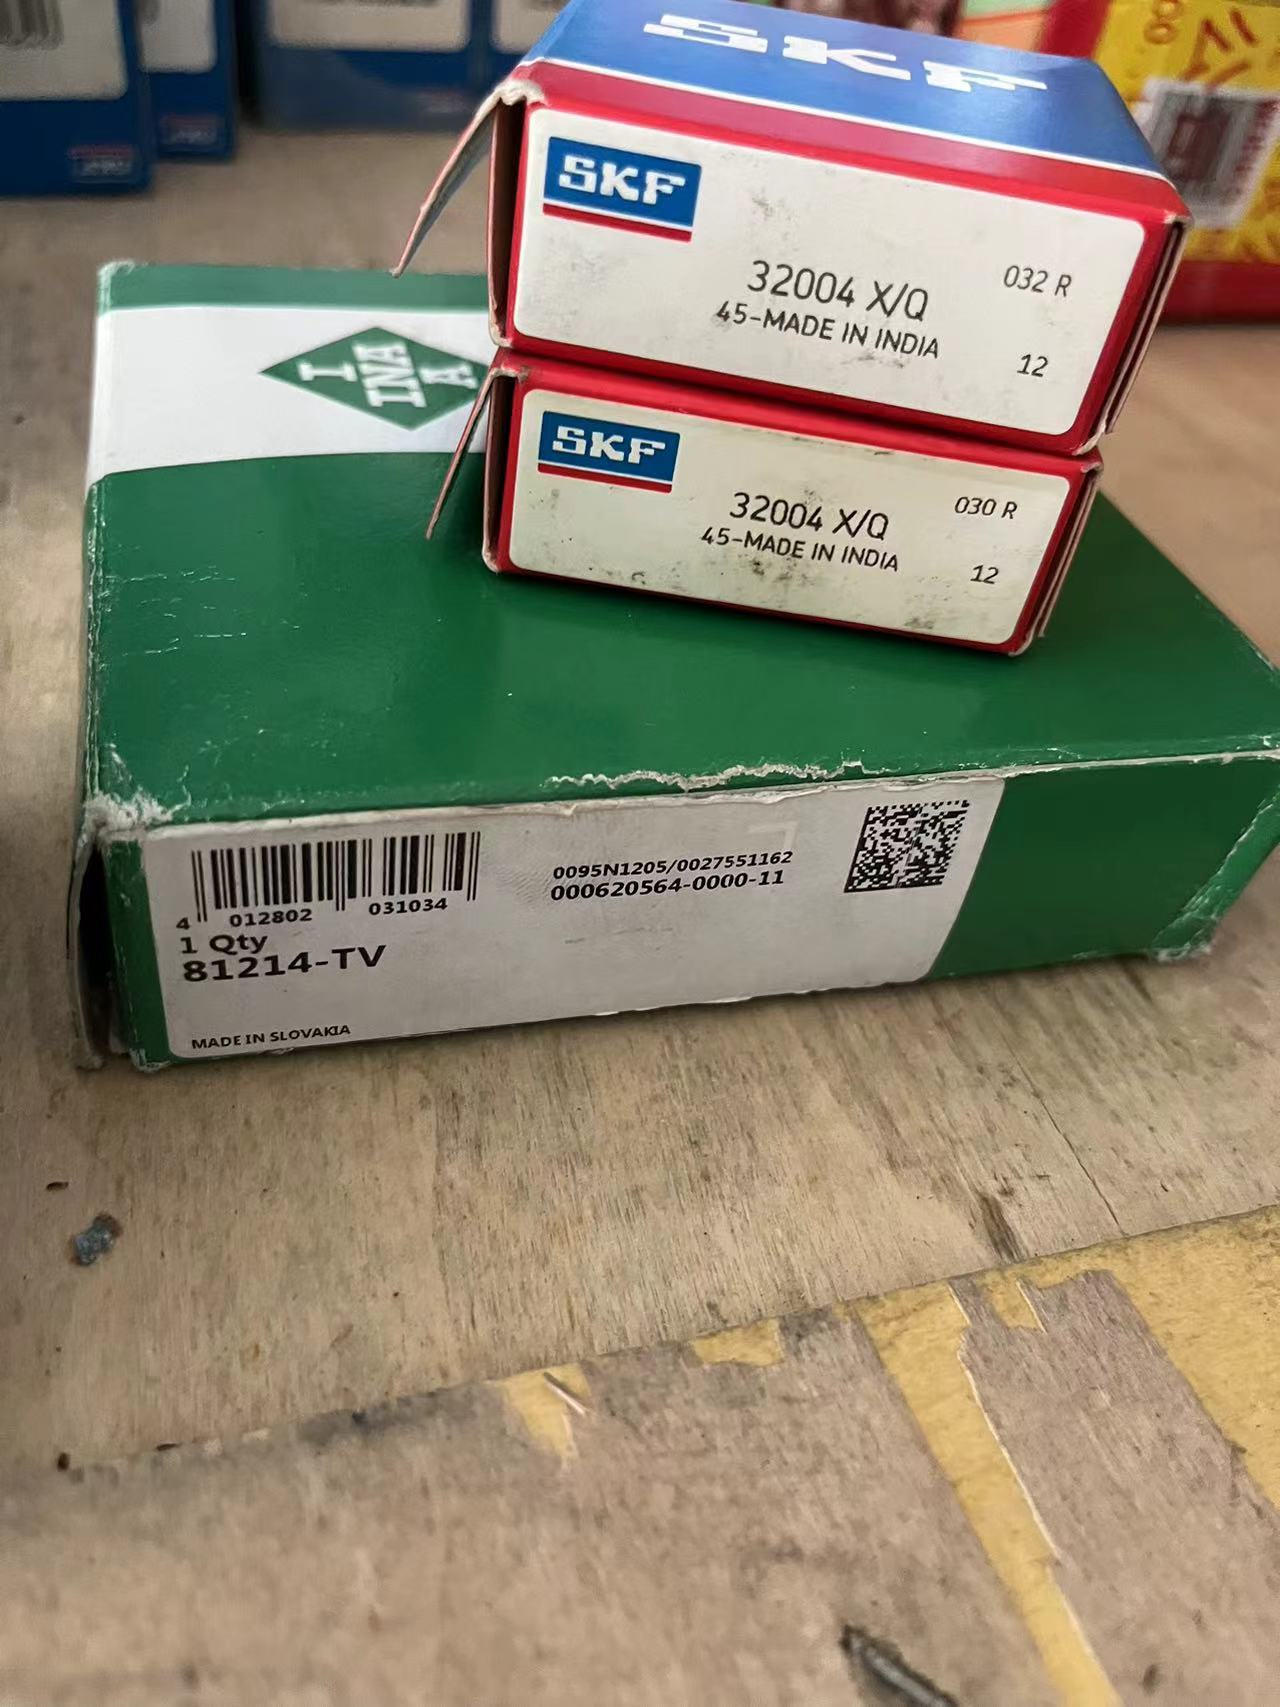 SKF
SKF
32004 X/Q
032 R
45-MADE IN INDIA
12
SKF
32004 X/Q
030 R
45-MADE IN INDIA
12
I
INA
A
4 012802 031034
0095N1205/0027551162
000620564-0000-11
1 Qty
81214-TV
MADE IN SLOVAKIA